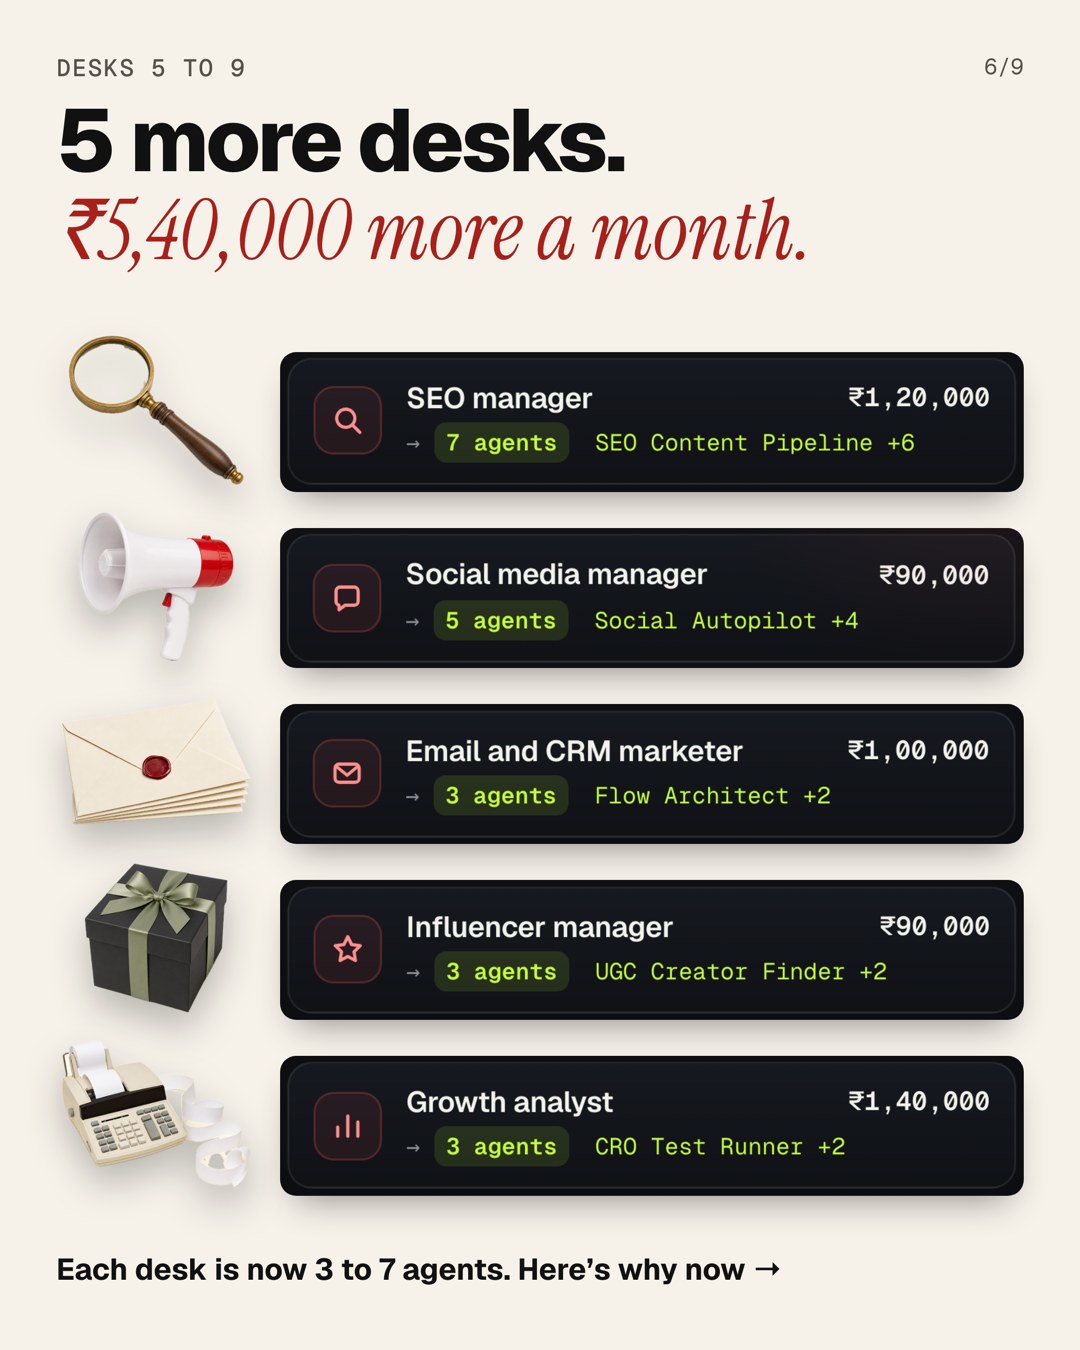 DESKS 5 TO 9
6/9
5 more desks.
₹5,40,000 more a month.
SEO manager
₹1,20,000
→ 7 agents SEO Content Pipeline +6
Social media manager
₹90,000
→ 5 agents Social Autopilot +4
Email and CRM marketer
₹1,00,000
→ 3 agents Flow Architect +2
Influencer manager
₹90,000
→ 3 agents UGC Creator Finder +2
Growth analyst
₹1,40,000
→ 3 agents CRO Test Runner +2
Each desk is now 3 to 7 agents. Here’s why now →